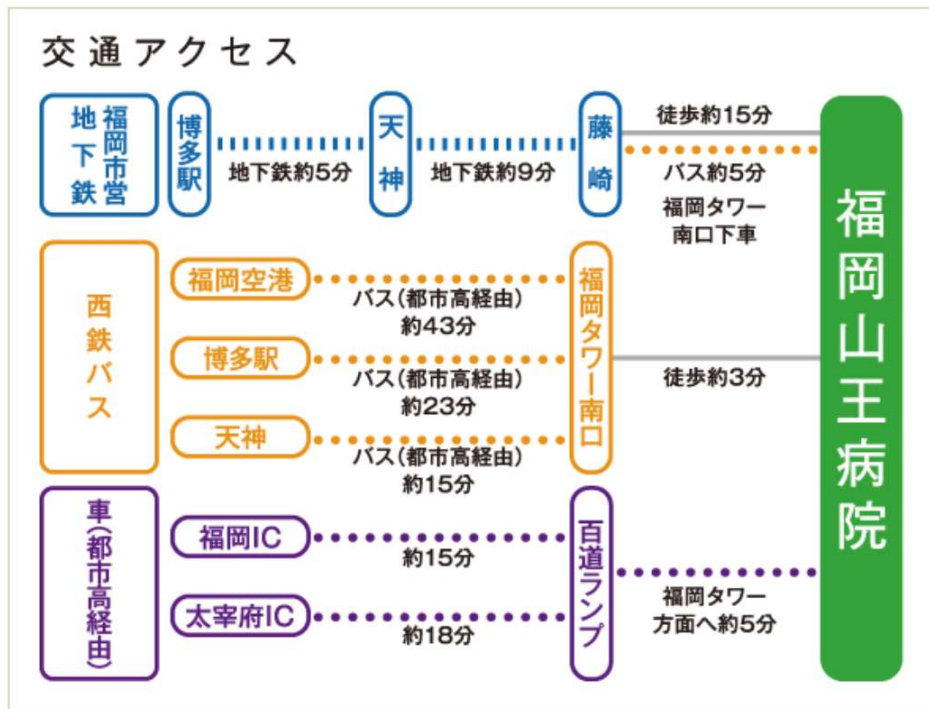 交通アクセス
福岡市営
地下鉄
博多駅
地下鉄約5分
天神
地下鉄約9分
藤崎
徒歩約15分
バス約5分
福岡タワー
南口下車
西鉄バス
福岡空港
バス(都市高経由)
約43分
博多駅
バス(都市高経由)
約23分
天神
バス(都市高経由)
約15分
福岡タワー南口
徒歩約3分
車(都市高経由)
福岡IC
約15分
太宰府IC
約18分
百道ランプ
福岡タワー
方面へ約5分
福岡山王病院